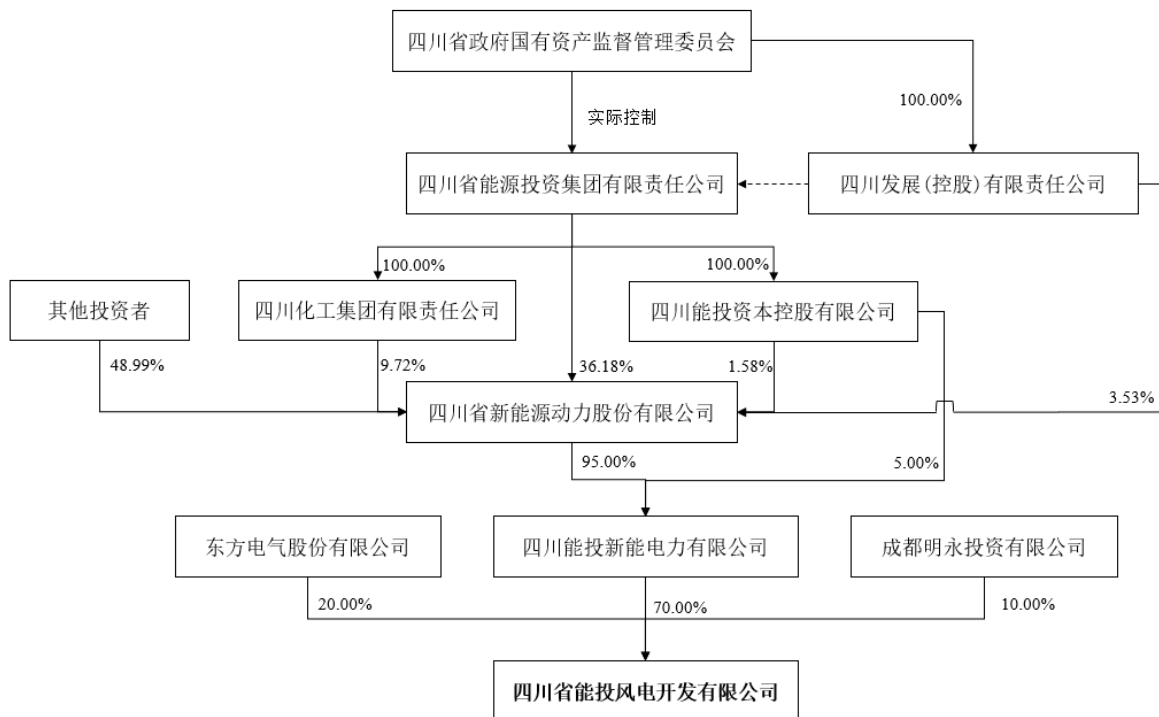 四川省政府国有资产监督管理委员会
100.00%
实际控制
四川省能源投资集团有限责任公司
四川发展(控股)有限责任公司
100.00%
100.00%
其他投资者
四川化工集团有限责任公司
四川能投资本控股有限公司
48.99%
9.72%
36.18%
1.58%
四川省新能源动力股份有限公司
3.53%
95.00%
5.00%
东方电气股份有限公司
四川能投新能电力有限公司
成都明永投资有限公司
20.00%
70.00%
10.00%
四川省能投风电开发有限公司